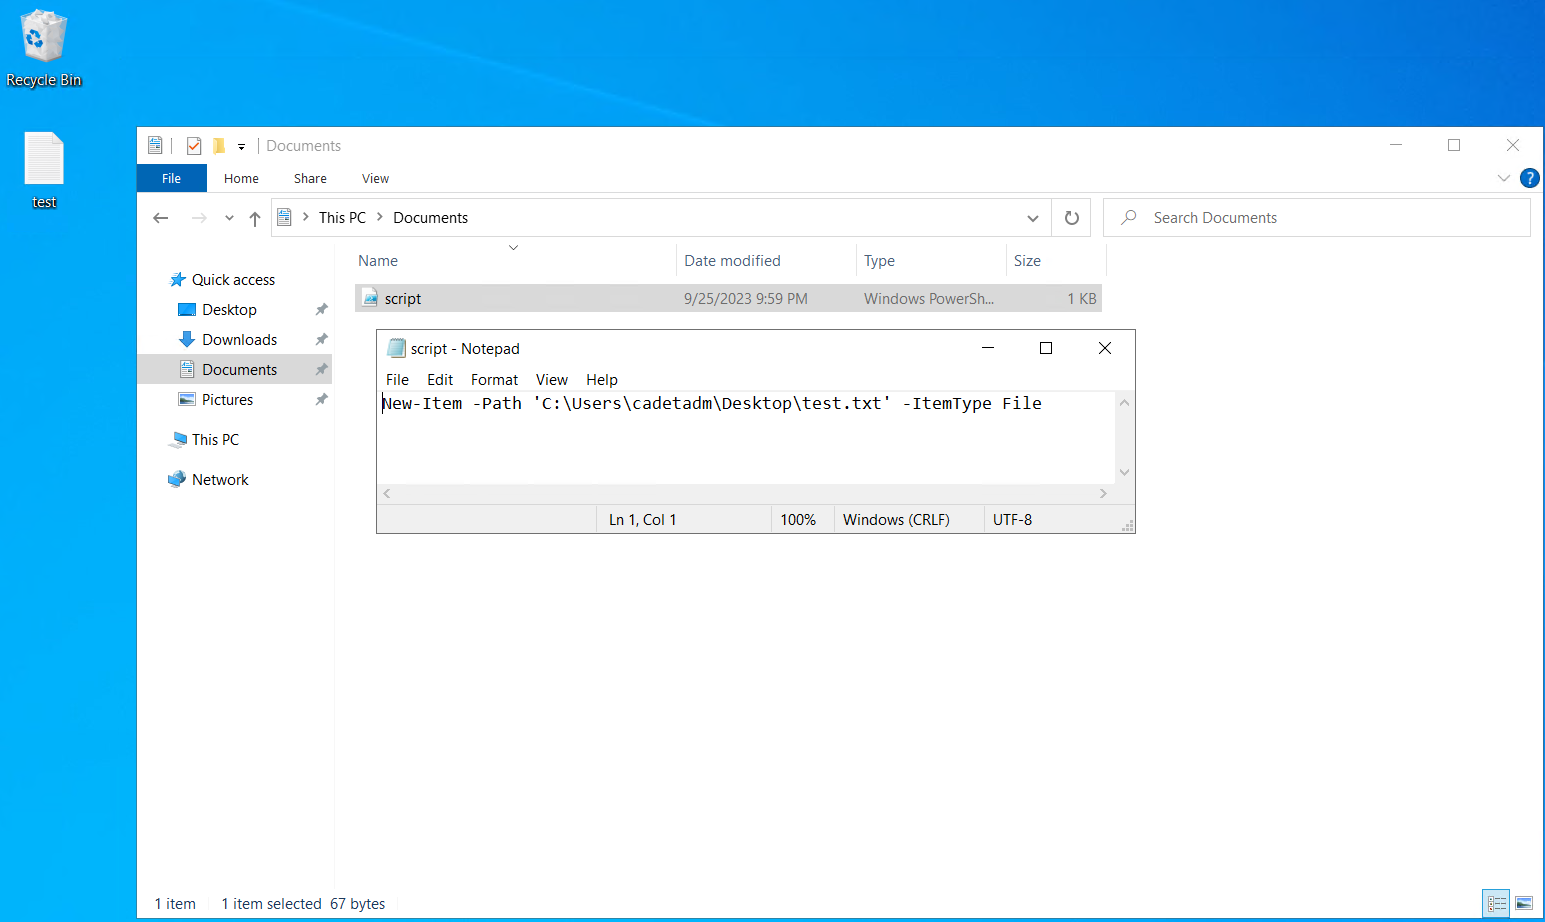 Recycle Bin
test
Documents
File Home Share View
?
This PC Documents
Search Documents
Name Date modified Type Size
Quick access
Desktop
Downloads
Documents
Pictures
This PC
Network
script 9/25/2023 9:59 PM Windows PowerSh... 1 KB
script - Notepad
File Edit Format View Help
New-Item -Path 'C:\Users\cadetadm\Desktop\test.txt' -ItemType File
Ln 1, Col 1 100% Windows (CRLF) UTF-8
1 item 1 item selected 67 bytes